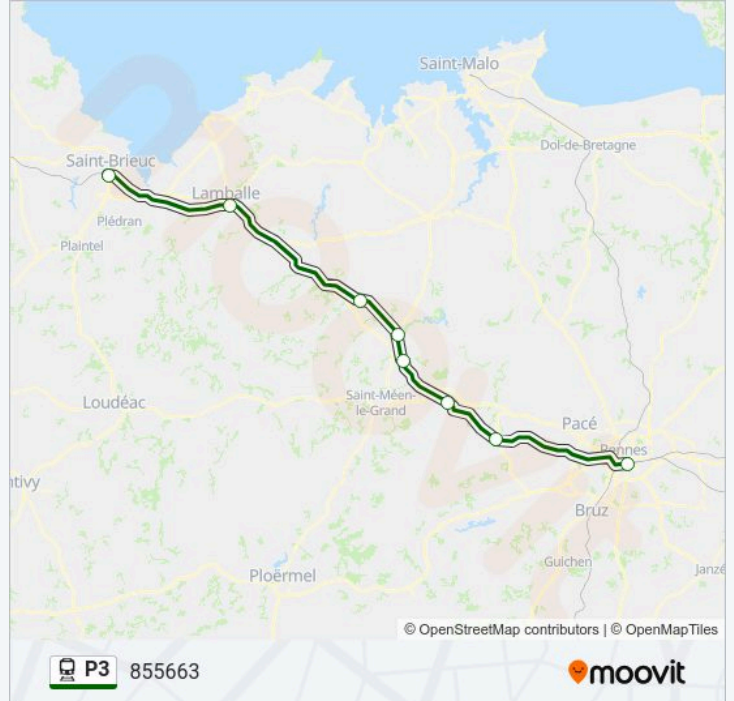 Saint-Malo
Dol-de-Bretagne
Saint-Brieuc
Lamballe
Plédran
Plaintel
Saint-Méen-
le-Grand
Loudéac
Pacé
Rennes
ntivy
Bruz
Guichen
Ploërmel
Janzé
© OpenStreetMap contributors | © OpenMapTiles
P3 855663
moovit